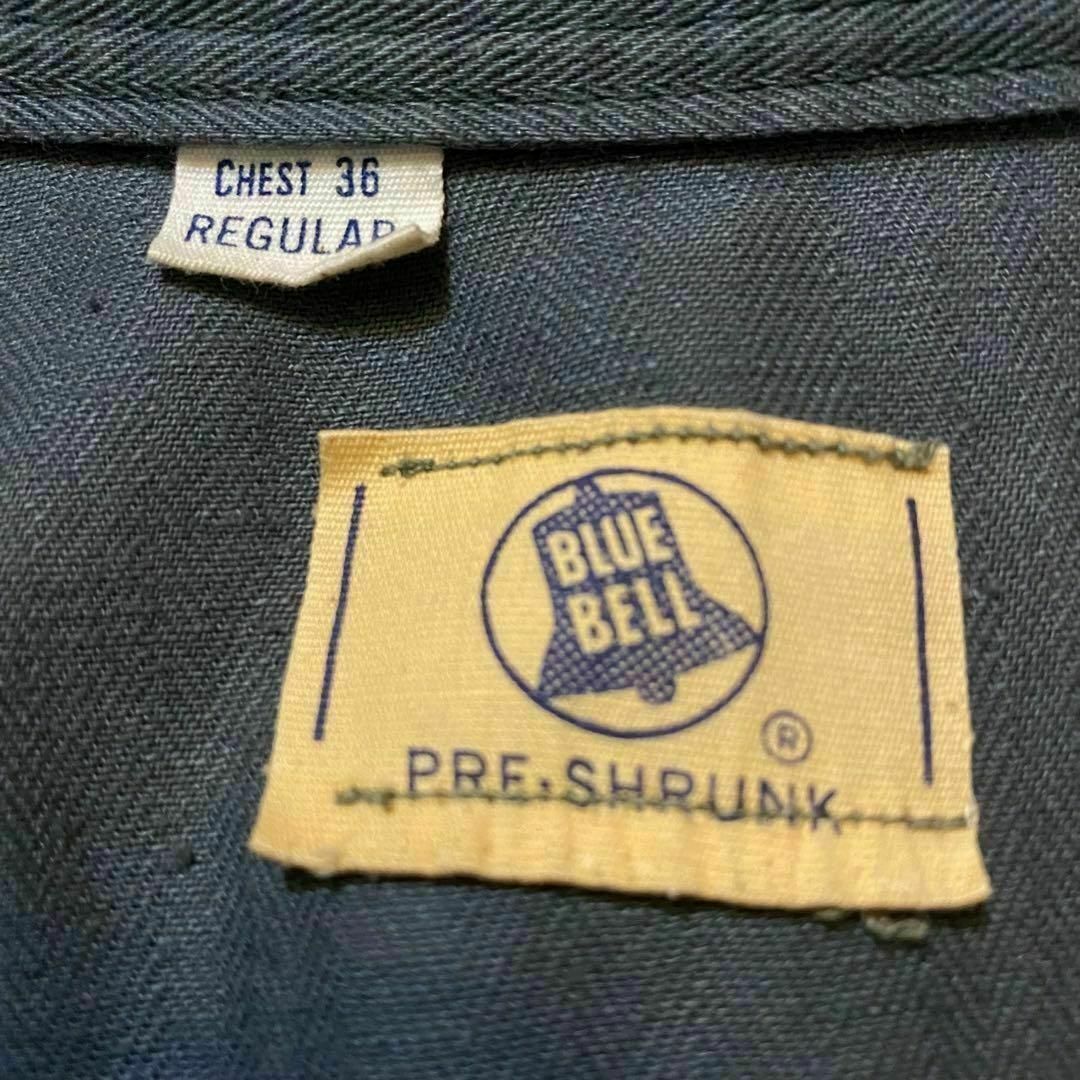 CHEST 36
REGULAR
BLUE
BELL
®
PRE-SHRUNK